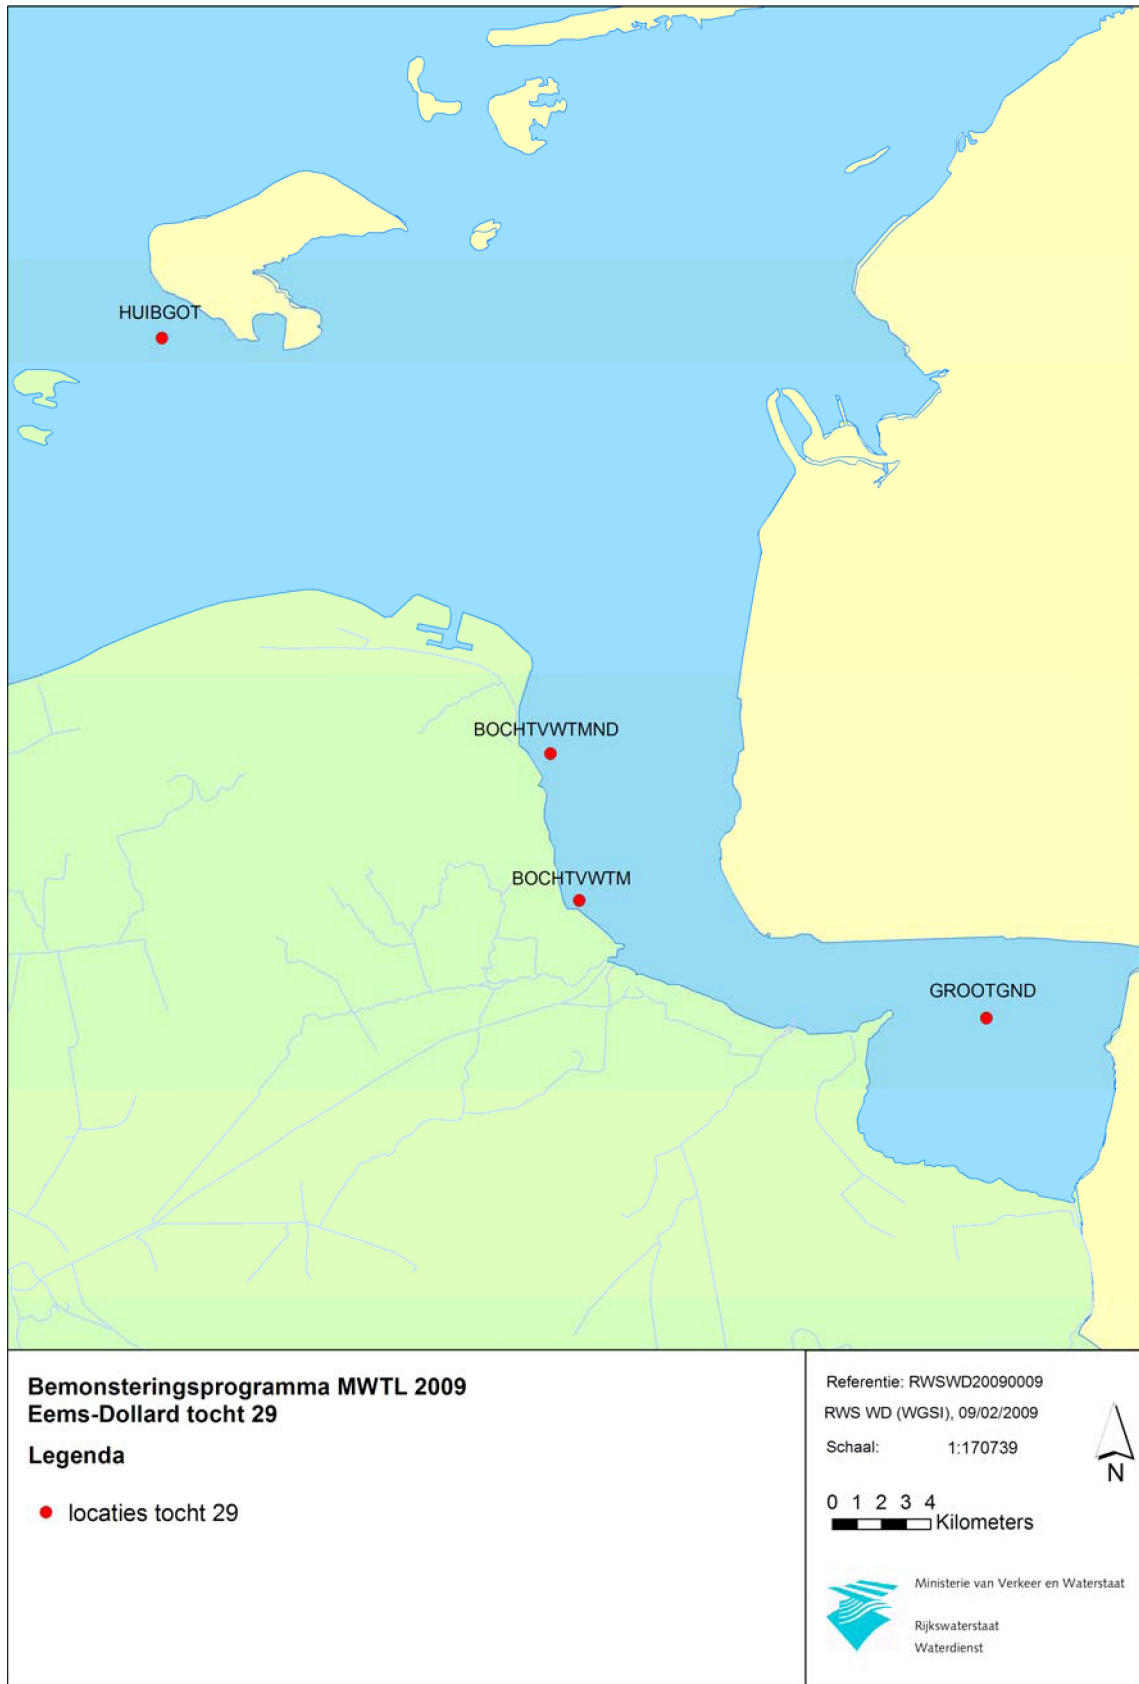 HUIBGOT
BOCHTVWTMND
BOCHTVWTM
GROOTGND
Bemonsteringsprogramma MWTL 2009
Eems-Dollard tocht 29
Legenda
locaties tocht 29
Referentie: RWSWD20090009
RWS WD (WGSI), 09/02/2009
Schaal: 1:170739
N
0 1 2 3 4
Kilometers
Ministerie van Verkeer en Waterstaat
Rijkswaterstaat
Waterdienst